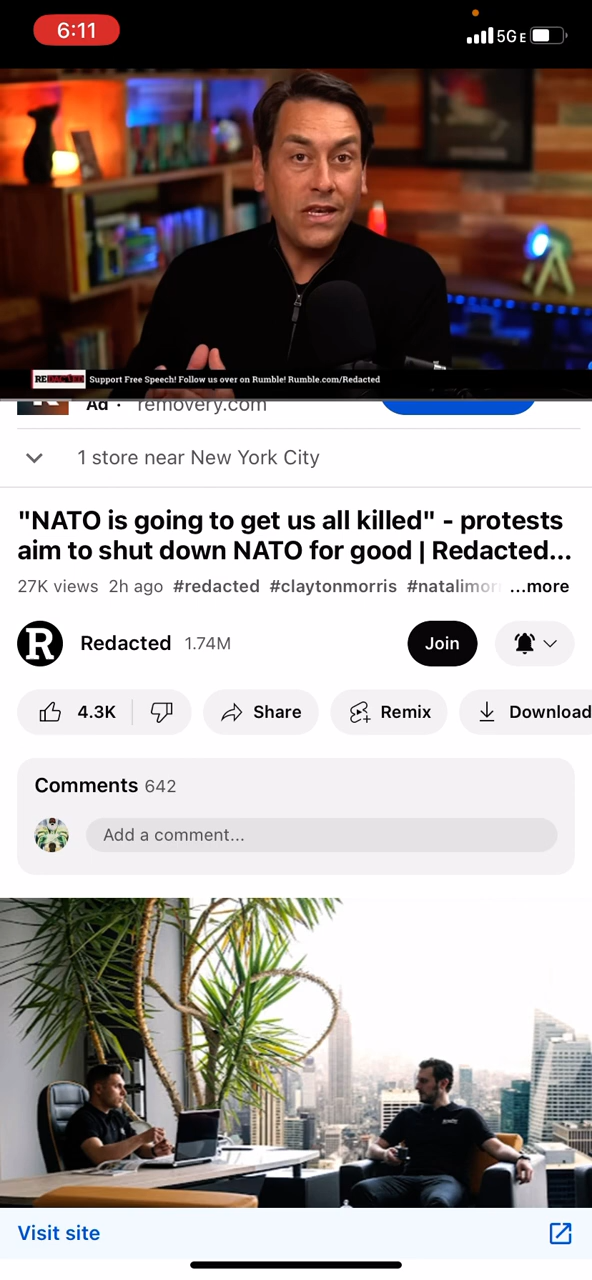 6:11
5G E
REDACTED Support Free Speech! Follow us over on Rumble! Rumble.com/Redacted
Ad · removery.com
1 store near New York City
"NATO is going to get us all killed" - protests
aim to shut down NATO for good | Redacted...
27K views 2h ago #redacted #claytonmorris #natalimor ...more
R Redacted 1.74M Join
4.3K Share Remix Download
Comments 642
Add a comment...
Visit site